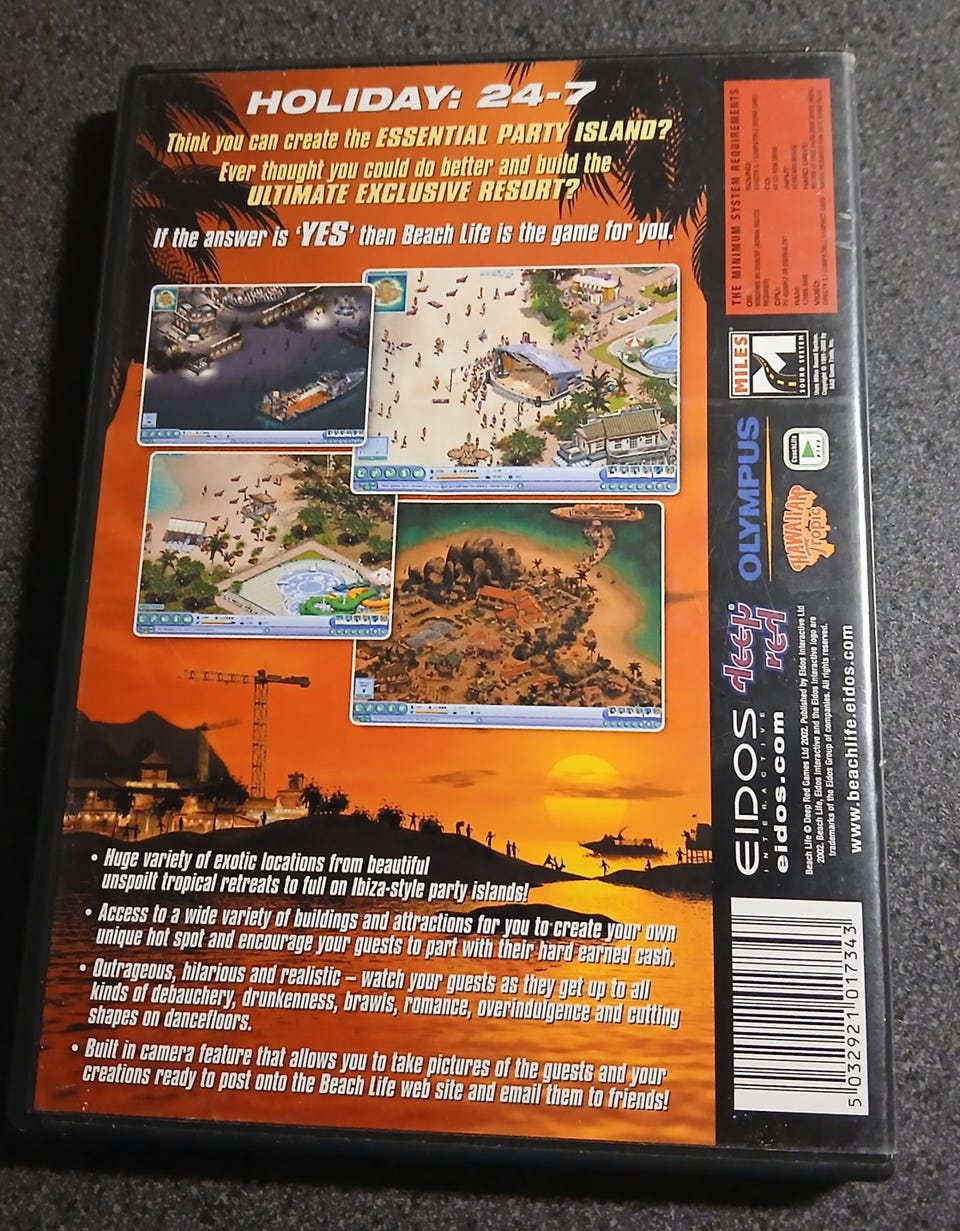 HOLIDAY: 24-7
Think you can create the ESSENTIAL PARTY ISLAND?
Ever thought you could do better and build the
ULTIMATE EXCLUSIVE RESORT?
If the answer is 'YES' then Beach Life is the game for you.
• Huge variety of exotic locations from beautiful
unspoilt tropical retreats to full on Ibiza-style party islands!
• Access to a wide variety of buildings and attractions for you to create your own
unique hot spot and encourage your guests to part with their hard earned cash.
• Outrageous, hilarious and realistic – watch your guests as they get up to all
kinds of debauchery, drunkenness, brawls, romance, overindulgence and cutting
shapes on dancefloors.
• Built in camera feature that allows you to take pictures of the guests and your
creations ready to post onto the Beach Life web site and email them to friends!
THE MINIMUM SYSTEM REQUIREMENTS
OS:
CPU:
RAM:
VIDEO:
SOUND:
CD:
INPUT:
HARD DRIVE:
MILES
SOUND SYSTEM
OLYMPUS
HAWAIIAN
Tropic
deep
red
EIDOS
INTERACTIVE
eidos.com
Beach Life © Deep Red Games Ltd 2002. Published by Eidos Interactive Ltd
2002. Beach Life, Eidos Interactive and the Eidos Interactive logo are
trademarks of the Eidos Group of companies. All rights reserved.
www.beachlife.eidos.com
5 032921 017343